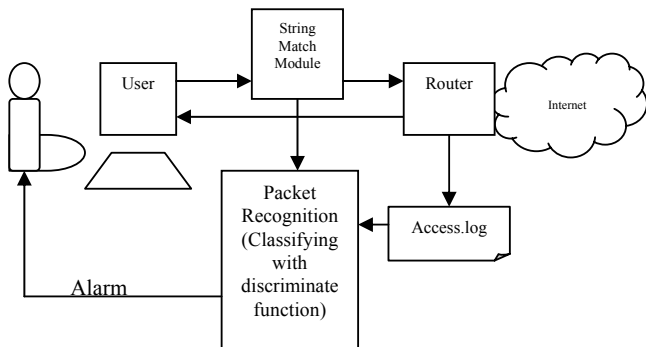 String
Match
Module
User
Router
Internet
Packet
Recognition
(Classifying
with
discriminate
function)
Access.log
Alarm